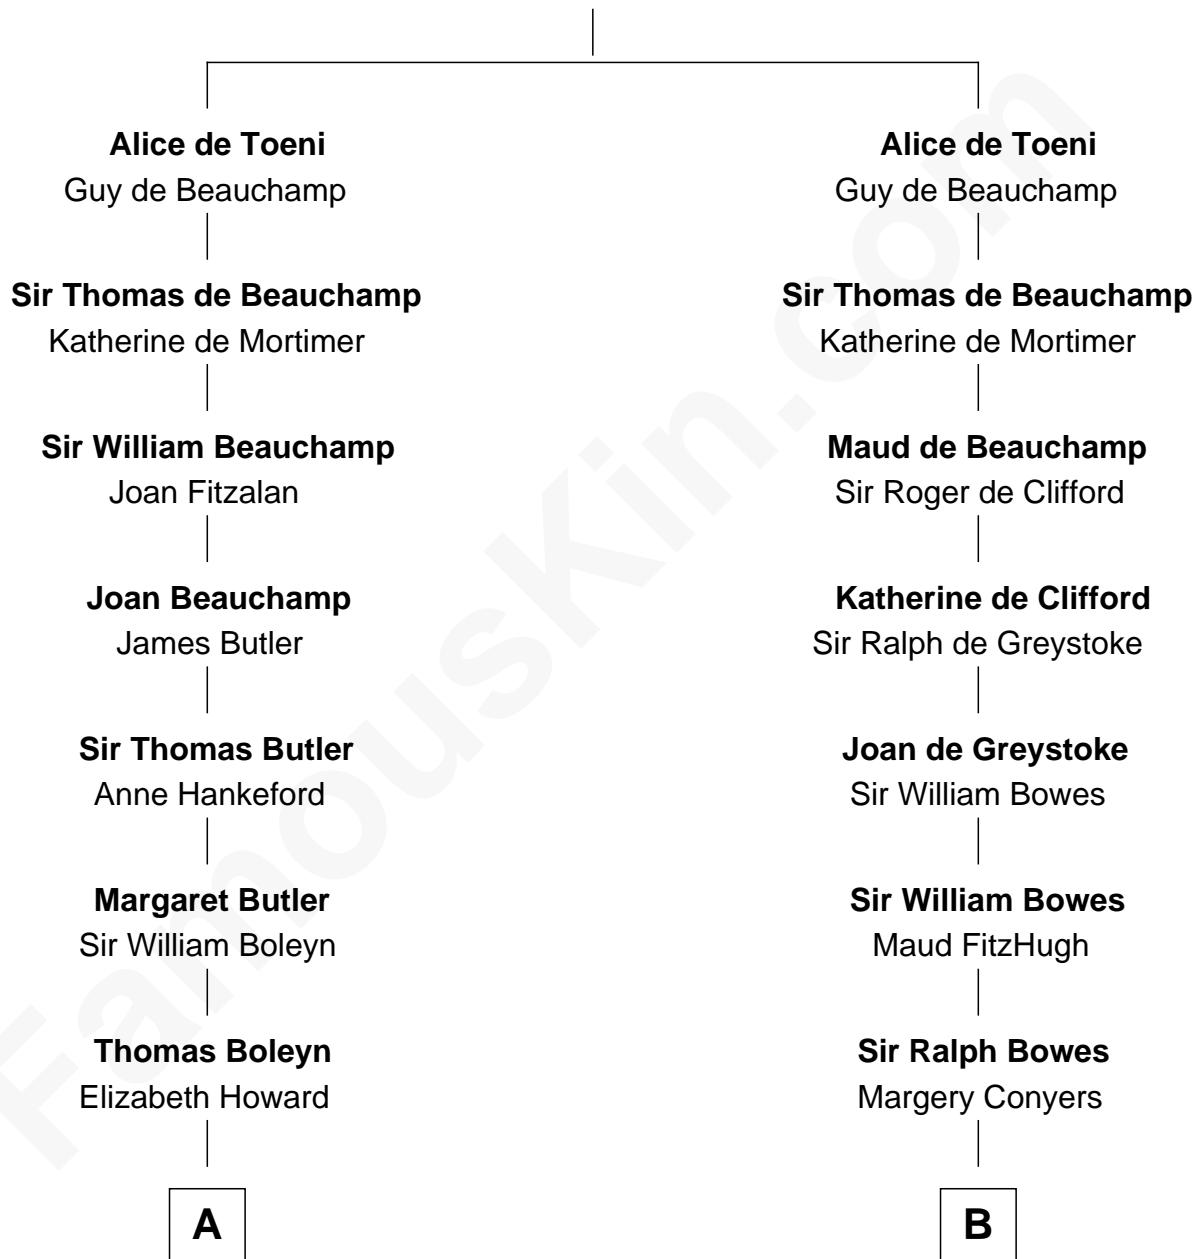 Alice de Toeni
Guy de Beauchamp
Sir Thomas de Beauchamp
Katherine de Mortimer
Sir William Beauchamp
Joan Fitzalan
Joan Beauchamp
James Butler
Sir Thomas Butler
Anne Hankeford
Margaret Butler
Sir William Boleyn
Thomas Boleyn
Elizabeth Howard
A
Alice de Toeni
Guy de Beauchamp
Sir Thomas de Beauchamp
Katherine de Mortimer
Maud de Beauchamp
Sir Roger de Clifford
Katherine de Clifford
Sir Ralph de Greystoke
Joan de Greystoke
Sir William Bowes
Sir William Bowes
Maud FitzHugh
Sir Ralph Bowes
Margery Conyers
B
FamousKin.com